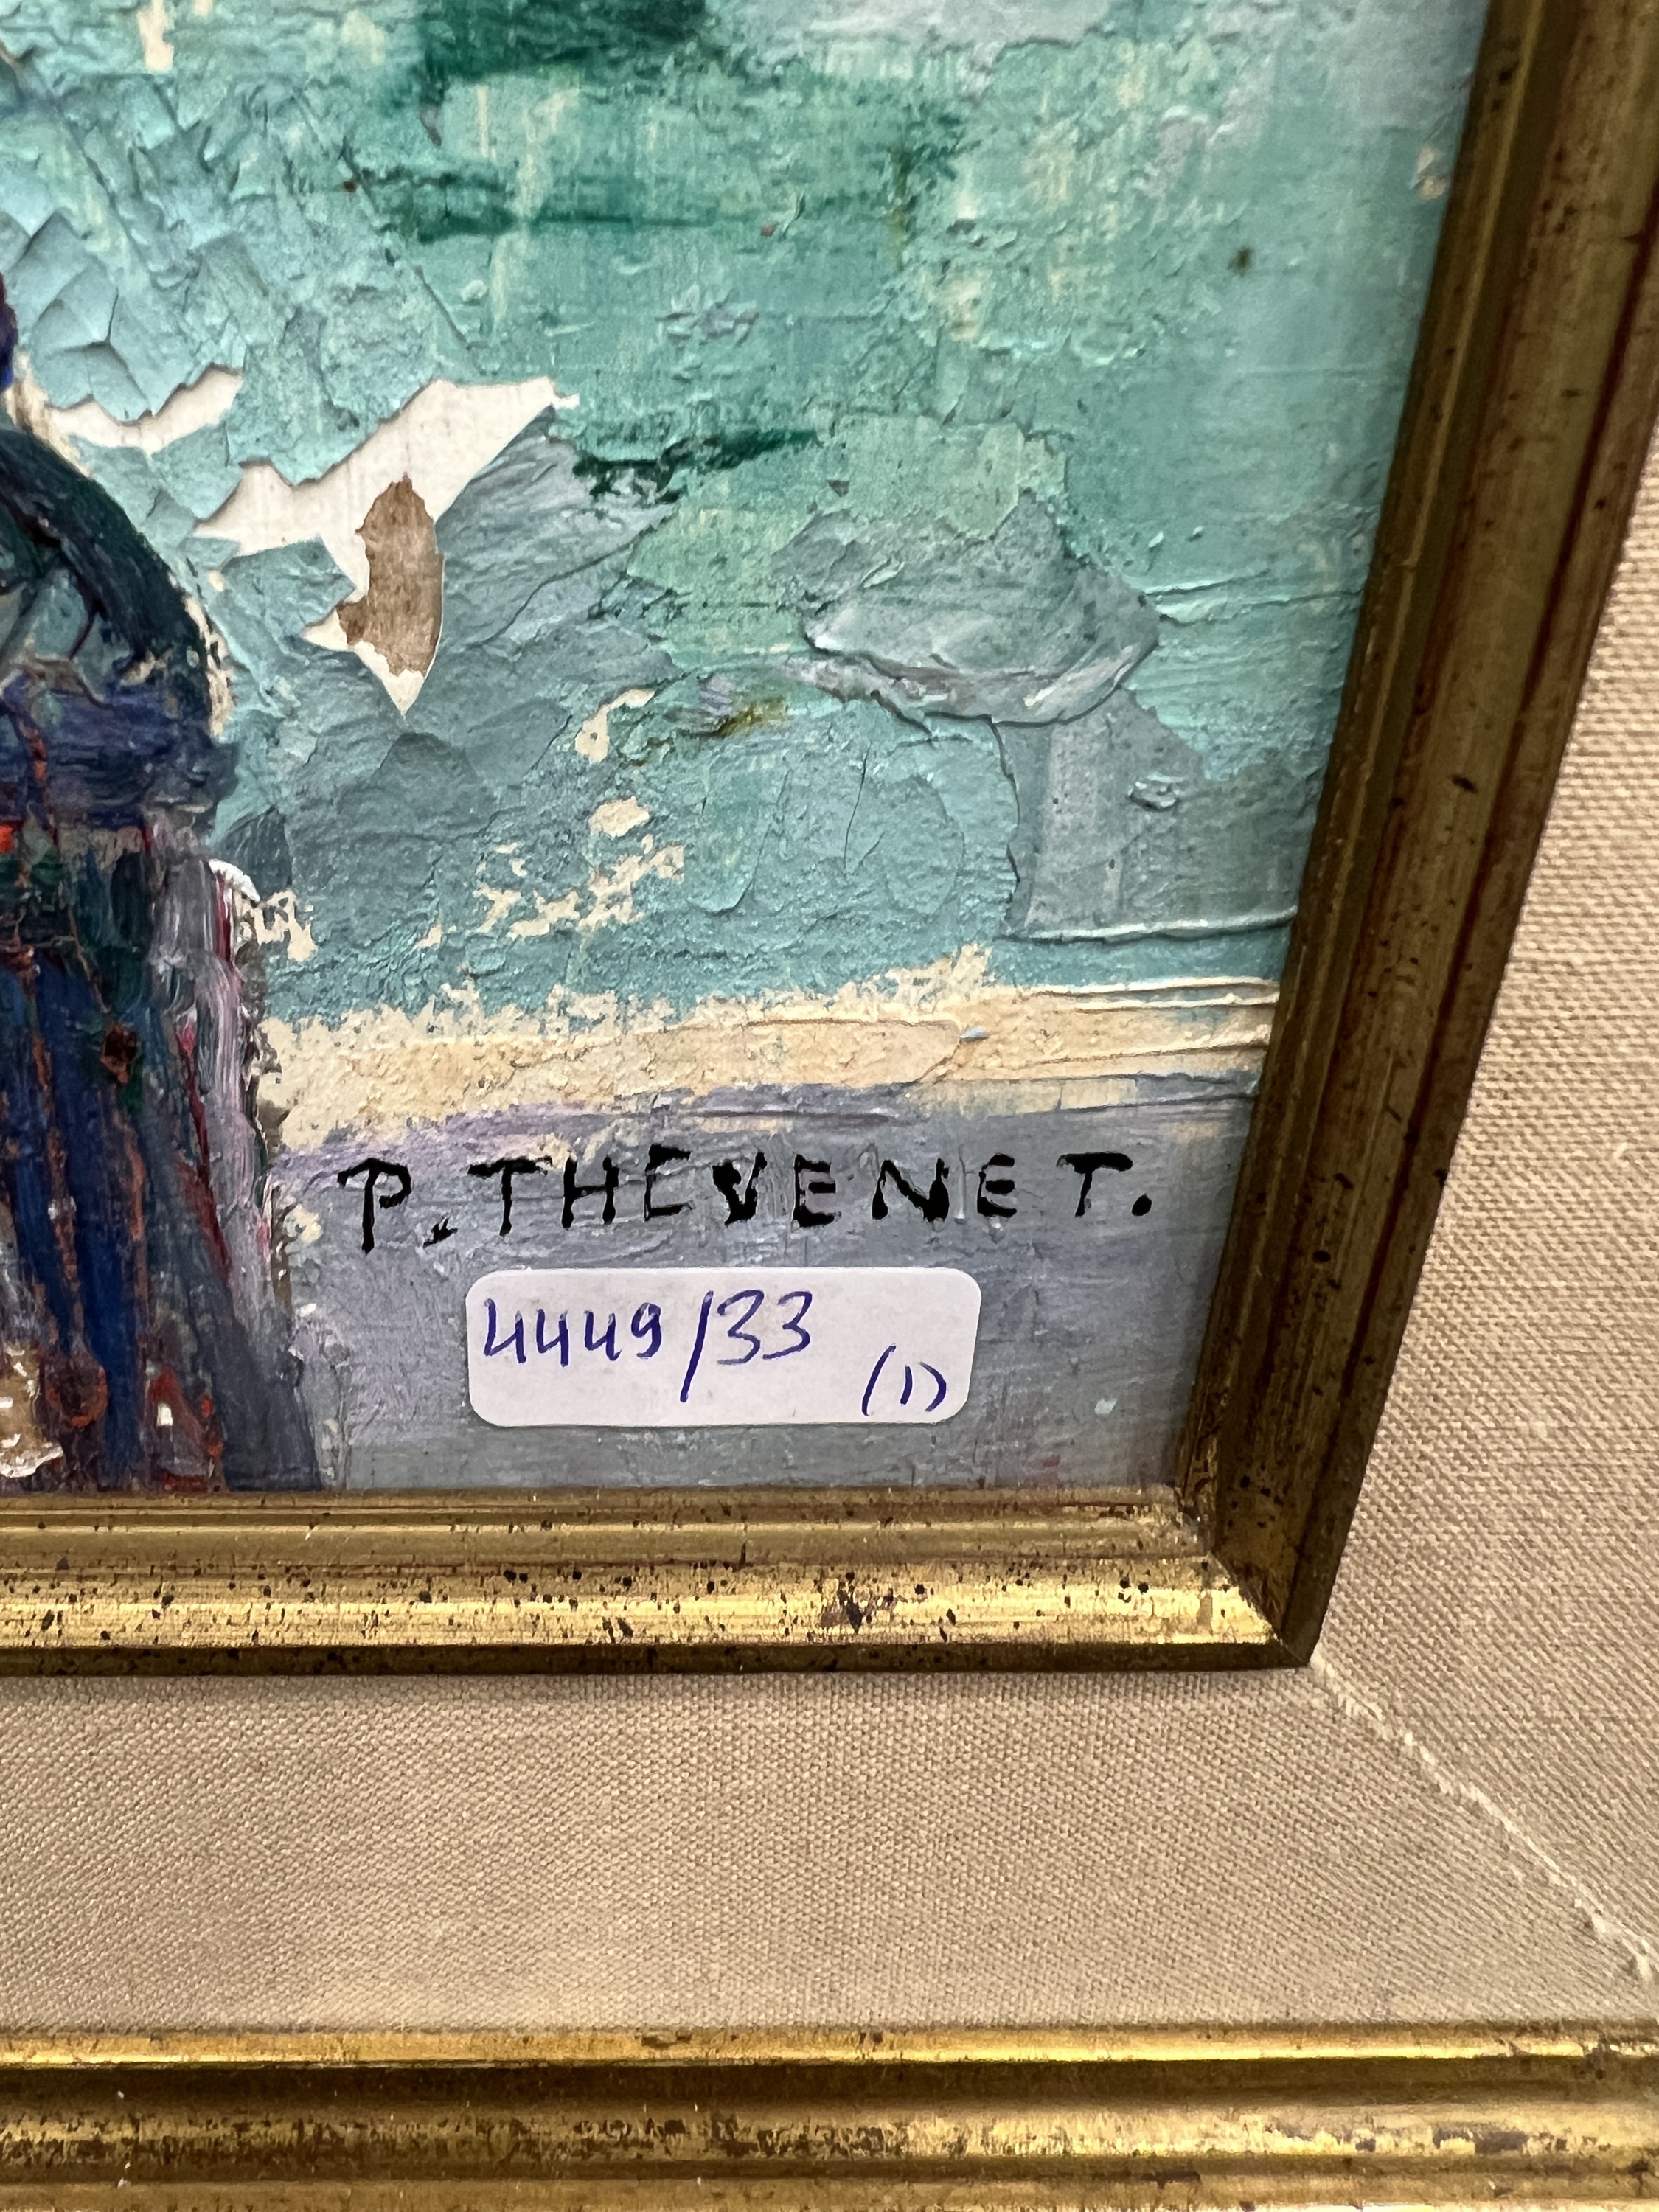 P. THEVENET.
4449/33
(1)